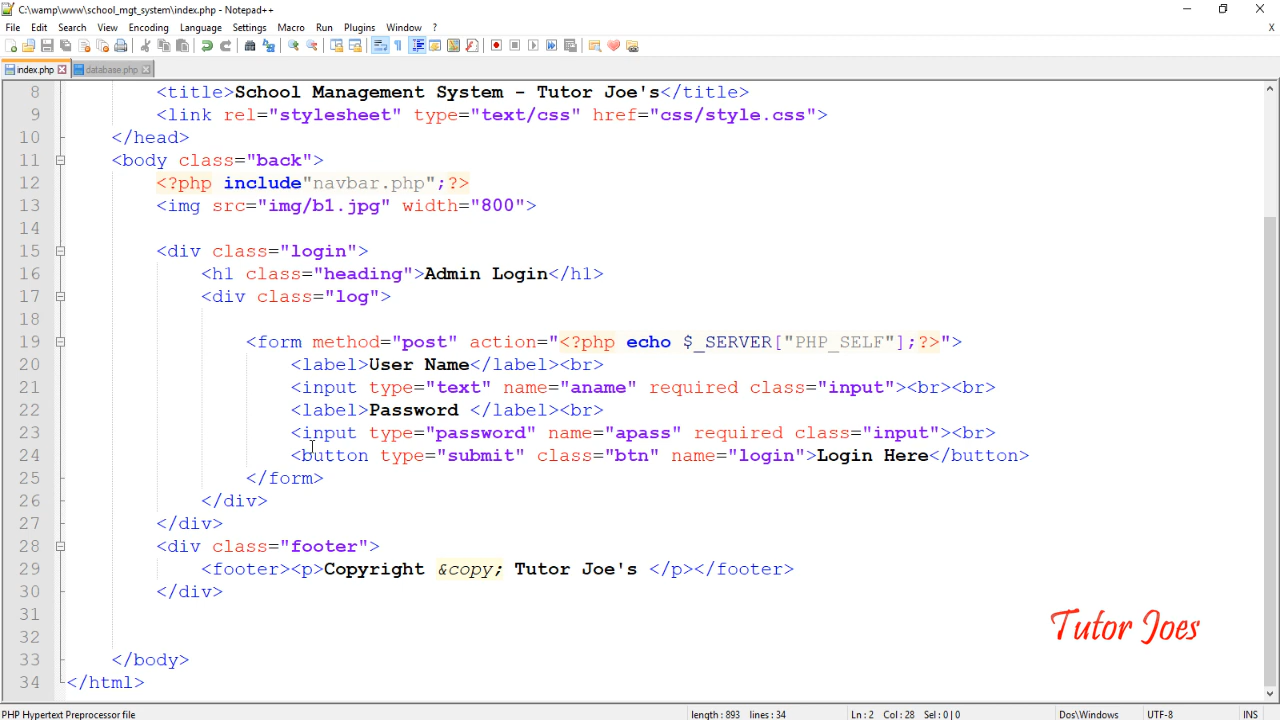 C:\wamp\www\school_mgt_system\index.php - Notepad++
File Edit Search View Encoding Language Settings Macro Run Plugins Window ?
X
index.php database.php
8 <title>School Management System - Tutor Joe's</title>
9 <link rel="stylesheet" type="text/css" href="css/style.css">
10 </head>
11 <body class="back">
12 <?php include"navbar.php";?>
13 <img src="img/b1.jpg" width="800">
14
15 <div class="login">
16 <h1 class="heading">Admin Login</h1>
17 <div class="log">
18
19 <form method="post" action="<?php echo $_SERVER["PHP_SELF"];?>">
20 <label>User Name</label><br>
21 <input type="text" name="aname" required class="input"><br><br>
22 <label>Password </label><br>
23 <input type="password" name="apass" required class="input"><br>
24 <button type="submit" class="btn" name="login">Login Here</button>
25 </form>
26 </div>
27 </div>
28 <div class="footer">
29 <footer><p>Copyright &copy; Tutor Joe's </p></footer>
30 </div>
31
32
33 </body>
34 </html>
Tutor Joes
PHP Hypertext Preprocessor file length : 893 lines : 34 Ln : 2 Col : 28 Sel : 0 | 0 Dos\Windows UTF-8 INS